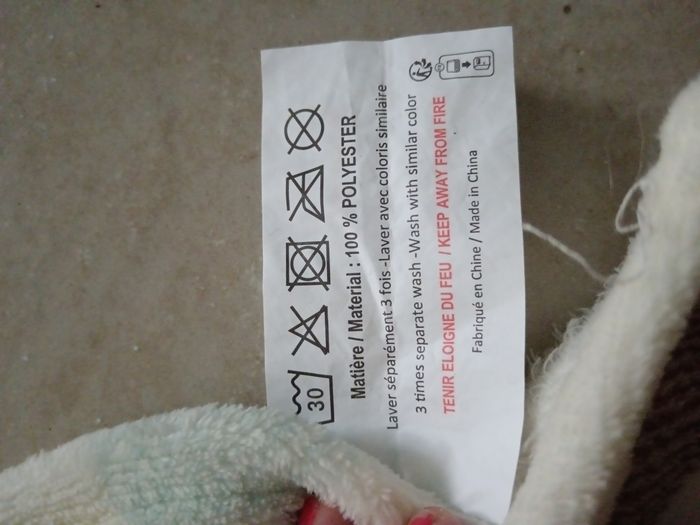 30
Matière / Material : 100 % POLYESTER
Laver séparément 3 fois -Laver avec coloris similaire
3 times separate wash -Wash with similar color
TENIR ELOIGNE DU FEU / KEEP AWAY FROM FIRE
Fabriqué en Chine / Made in China